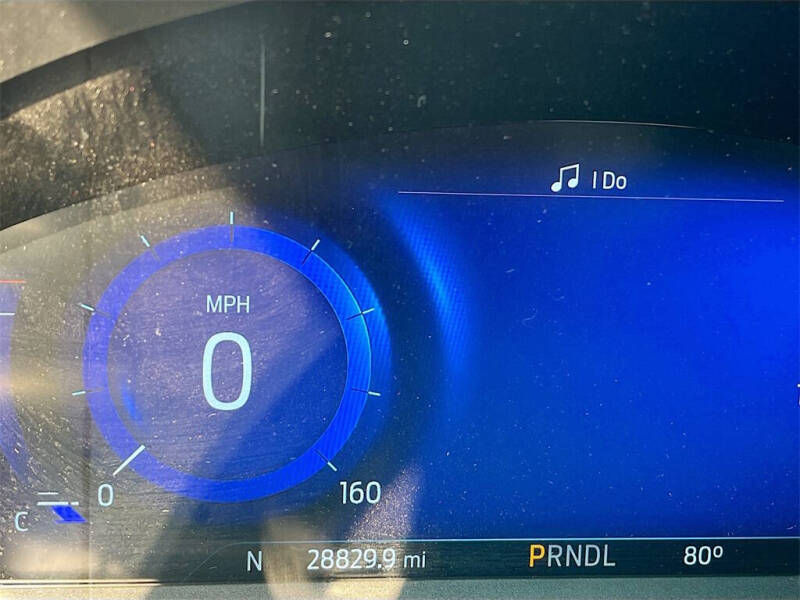 ♫ I Do
MPH
0
0 160
C
N 28829.9 mi PRNDL 80º